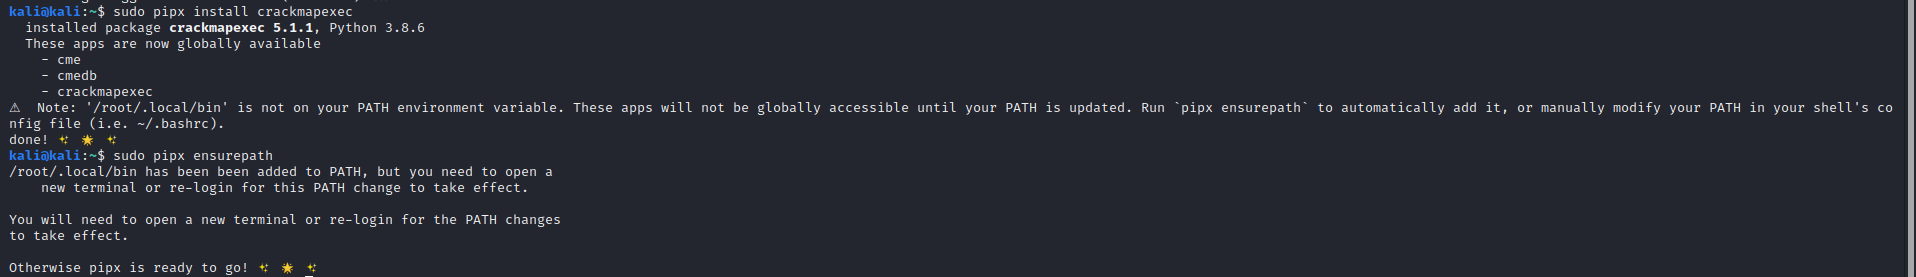 kali@kali:~$ sudo pipx install crackmapexec
  installed package crackmapexec 5.1.1, Python 3.8.6
  These apps are now globally available
    - cme
    - cmedb
    - crackmapexec
⚠  Note: '/root/.local/bin' is not on your PATH environment variable. These apps will not be globally accessible until your PATH is updated. Run `pipx ensurepath` to automatically add it, or manually modify your PATH in your shell's co
nfig file (i.e. ~/.bashrc).
done! ✨ 🌟 ✨
kali@kali:~$ sudo pipx ensurepath
/root/.local/bin has been been added to PATH, but you need to open a
    new terminal or re-login for this PATH change to take effect.

You will need to open a new terminal or re-login for the PATH changes
to take effect.

Otherwise pipx is ready to go! ✨ 🌟 ✨